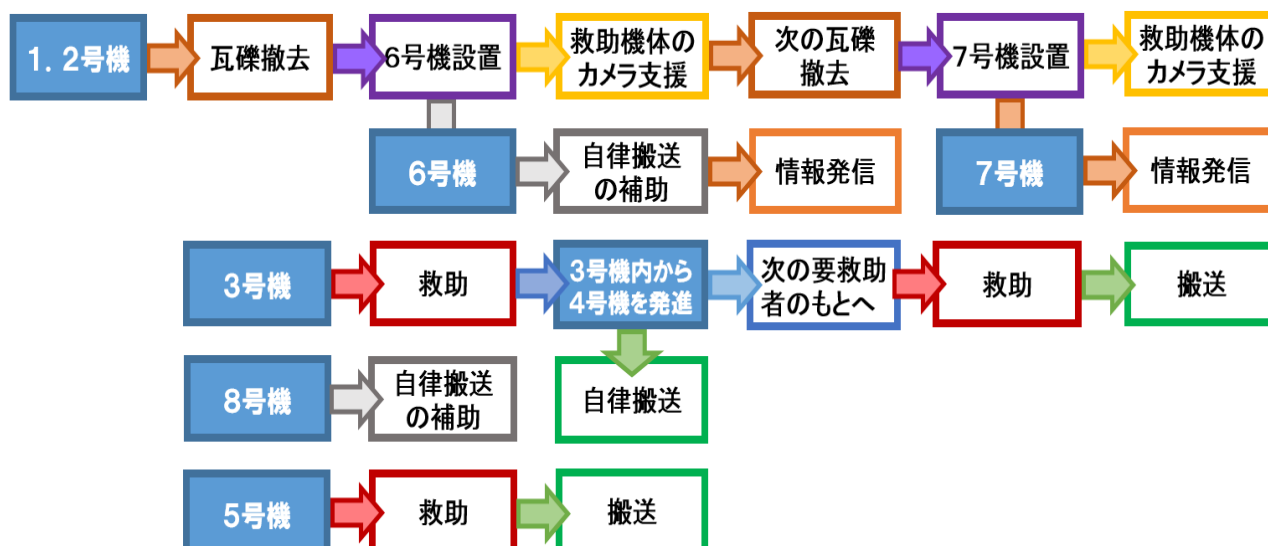 1．2号機
瓦礫撤去
6号機設置
救助機体の
カメラ支援
次の瓦礫
撤去
7号機設置
救助機体の
カメラ支援
6号機
自律搬送
の補助
情報発信
7号機
情報発信
3号機
救助
3号機内から
4号機を発進
次の要救助
者のもとへ
救助
搬送
8号機
自律搬送
の補助
自律搬送
5号機
救助
搬送